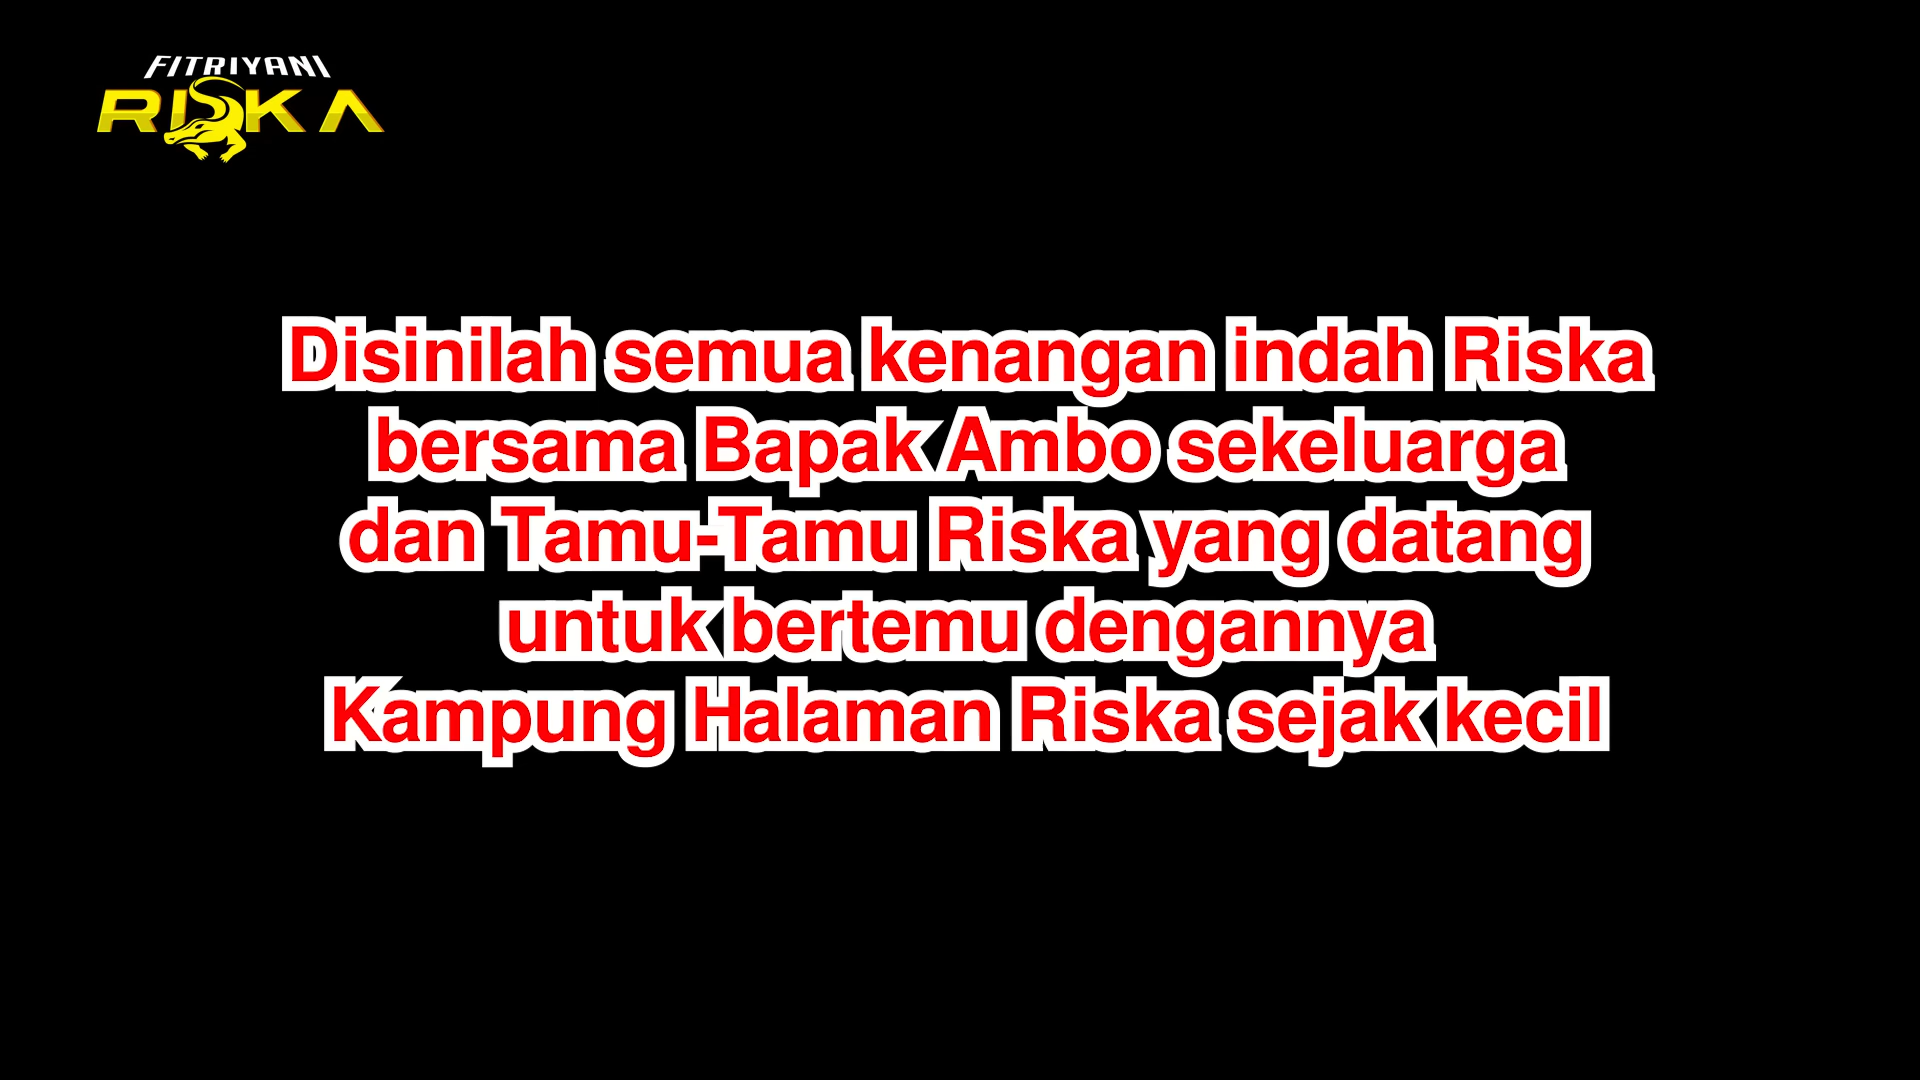 FITRIYANI
RISKA
Disinilah semua kenangan indah Riska
bersama Bapak Ambo sekeluarga
dan Tamu-Tamu Riska yang datang
untuk bertemu dengannya
Kampung Halaman Riska sejak kecil